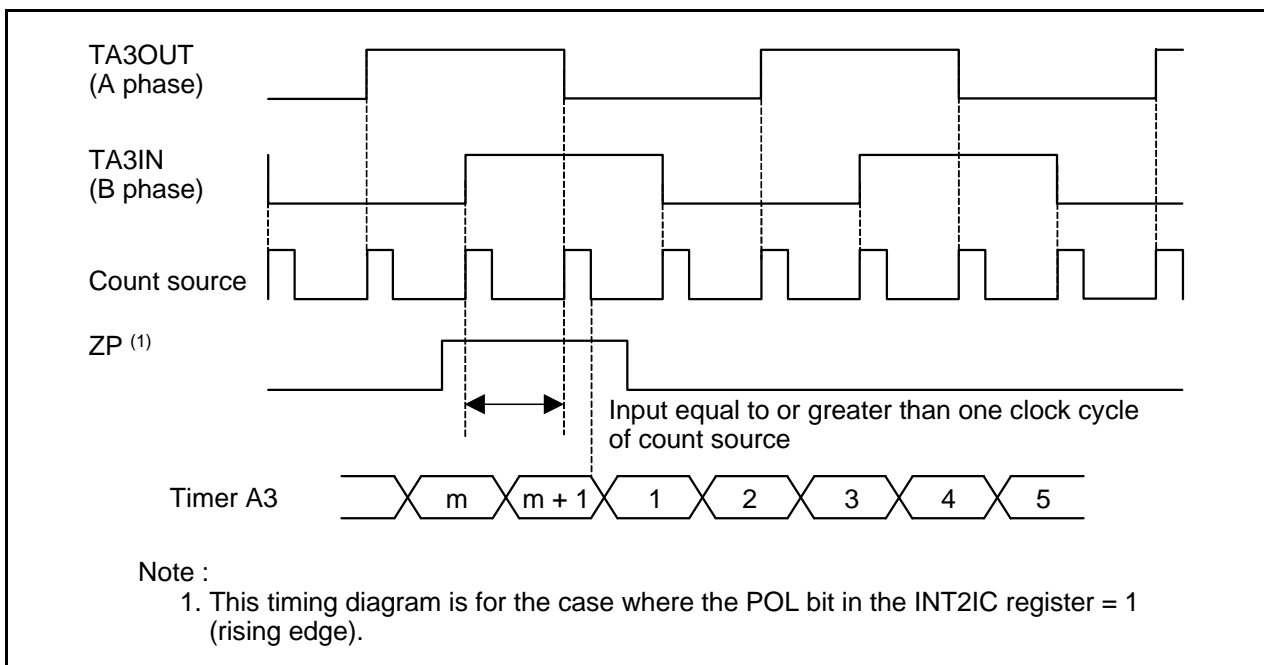 TA3OUT
(A phase)
TA3IN
(B phase)
Count source
ZP (1)
Input equal to or greater than one clock cycle
of count source
Timer A3 m m + 1 1 2 3 4 5
Note :
1. This timing diagram is for the case where the POL bit in the INT2IC register = 1
(rising edge).